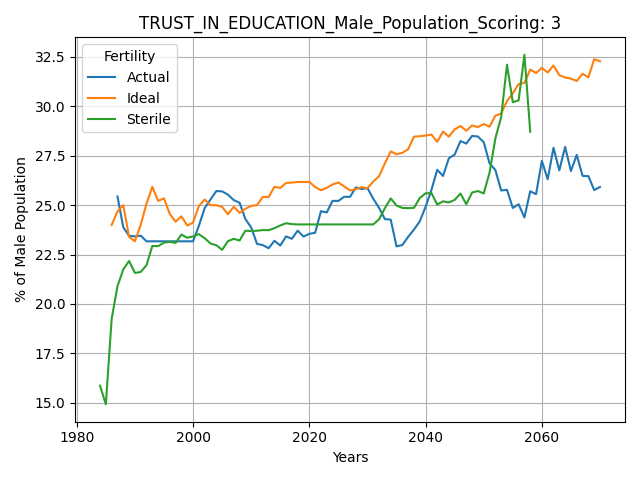 TRUST_IN_EDUCATION_Male_Population_Scoring: 3
Fertility
Actual
Ideal
Sterile
% of Male Population
32.5
30.0
27.5
25.0
22.5
20.0
17.5
15.0
1980
2000
2020
2040
2060
Years